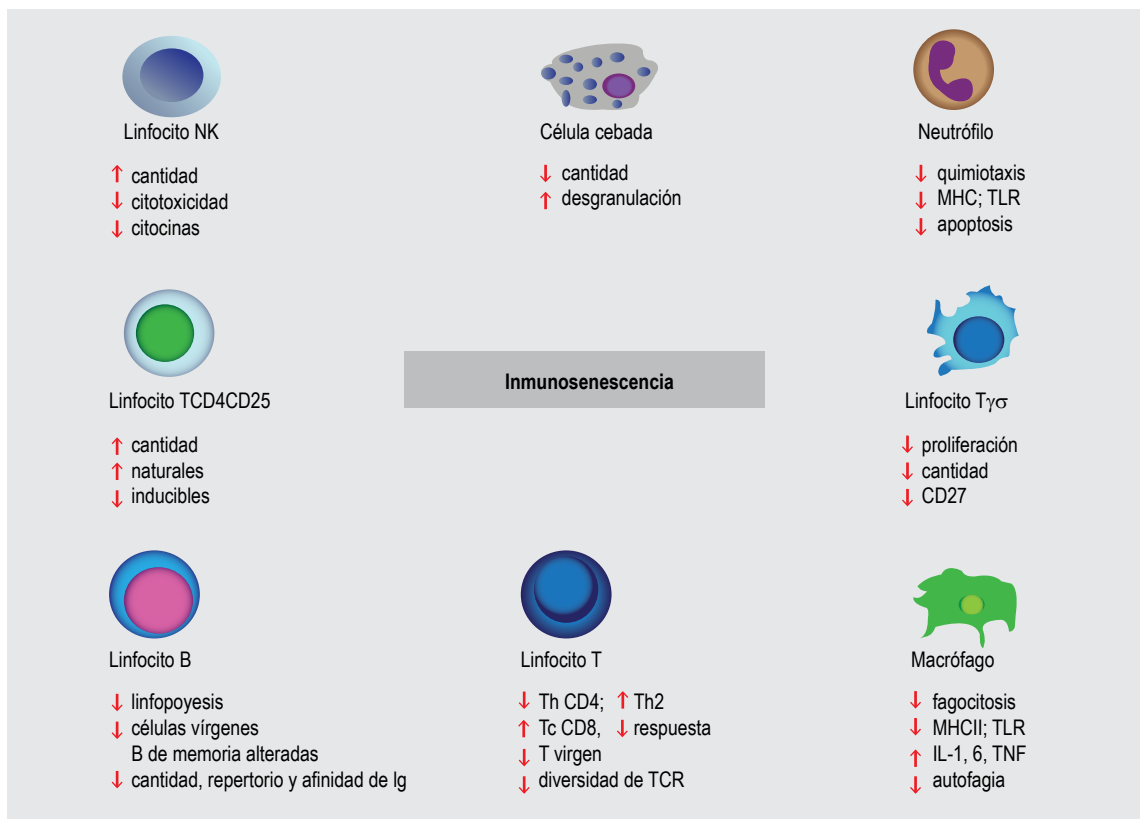 Linfocito NK
↑ cantidad
↓ citotoxicidad
↓ citocinas
Célula cebada
↓ cantidad
↑ desgranulación
Neutrófilo
↓ quimiotaxis
↓ MHC; TLR
↓ apoptosis
Linfocito TCD4CD25
↑ cantidad
↑ naturales
↓ inducibles
Inmunosenescencia
Linfocito Tγσ
↓ proliferación
↓ cantidad
↓ CD27
Linfocito B
↓ linfopoyesis
↓ células vírgenes
B de memoria alteradas
↓ cantidad, repertorio y afinidad de Ig
Linfocito T
↓ Th CD4; ↑ Th2
↑ Tc CD8, ↓ respuesta
↓ T virgen
↓ diversidad de TCR
Macrófago
↓ fagocitosis
↓ MHCII; TLR
↑ IL-1, 6, TNF
↓ autofagia